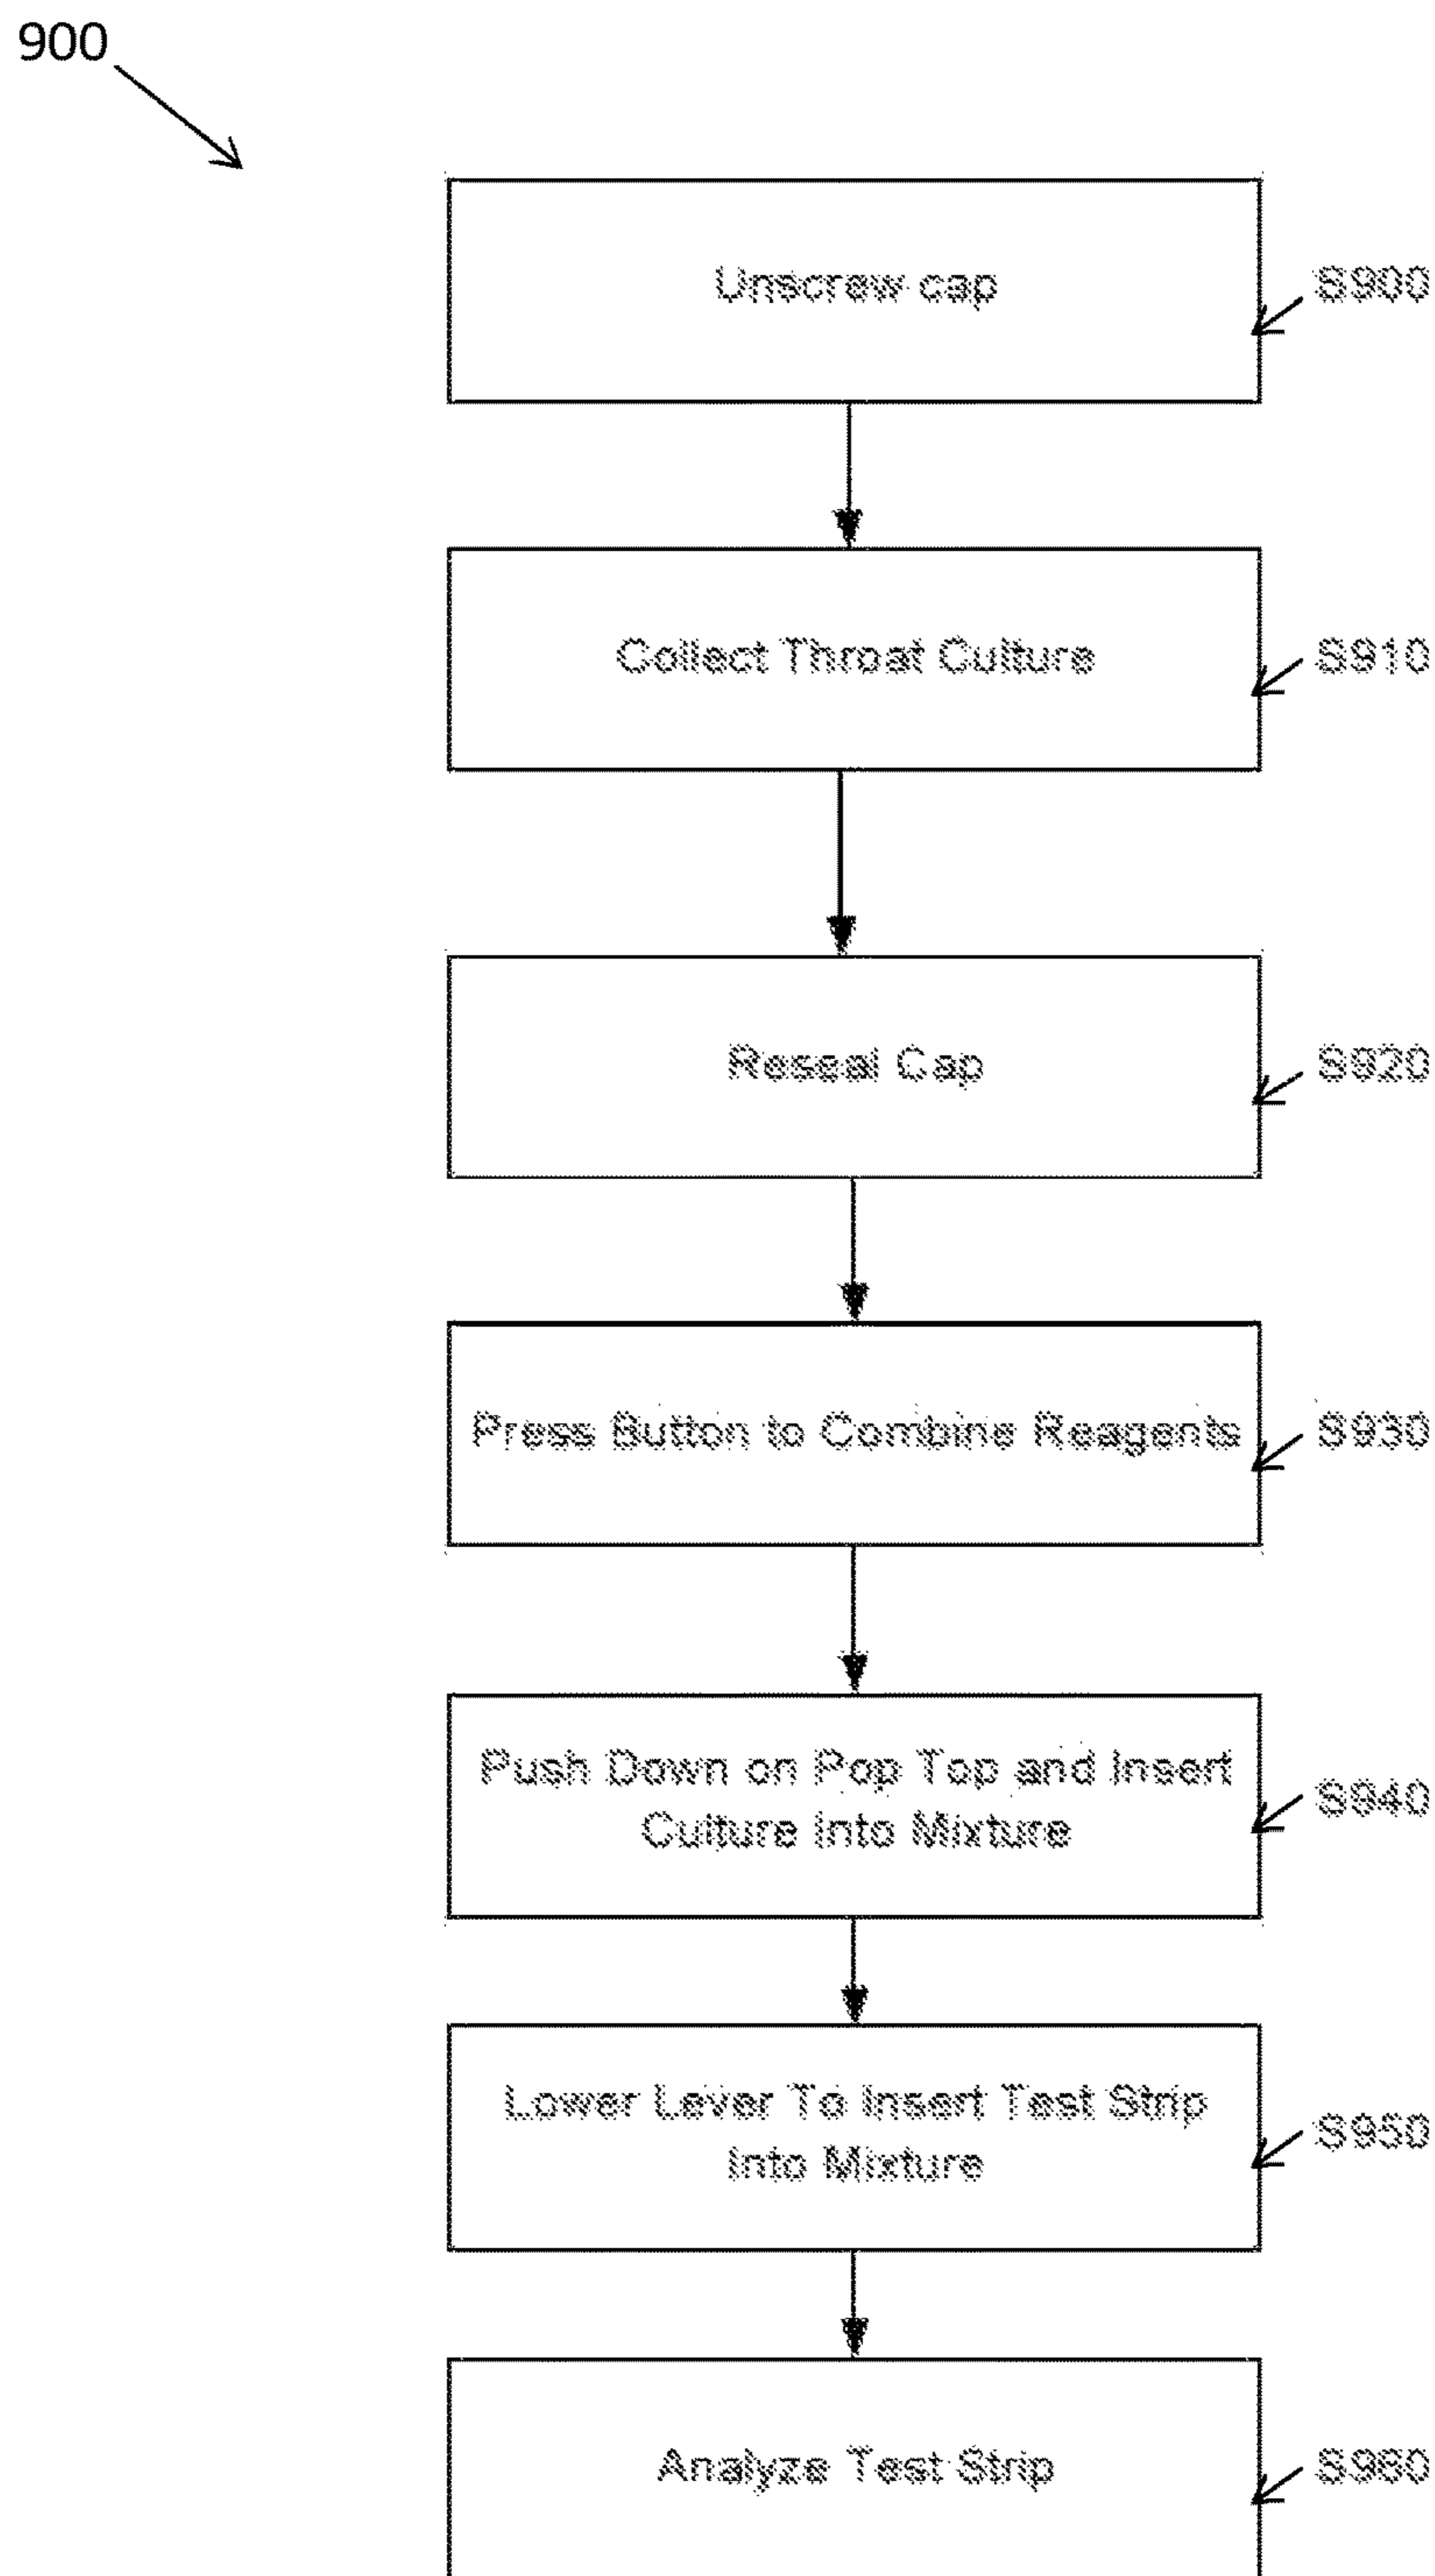 900
Unscrew cap
S900
Collect Throat Culture
S910
Reseal Cap
S920
Press Button to Combine Reagents
S930
Push Down on Pop Top and Insert
Culture Into Mixture
S940
Lower Lever To Insert Test Strip
Into Mixture
S950
Analyze Test Strip
S960